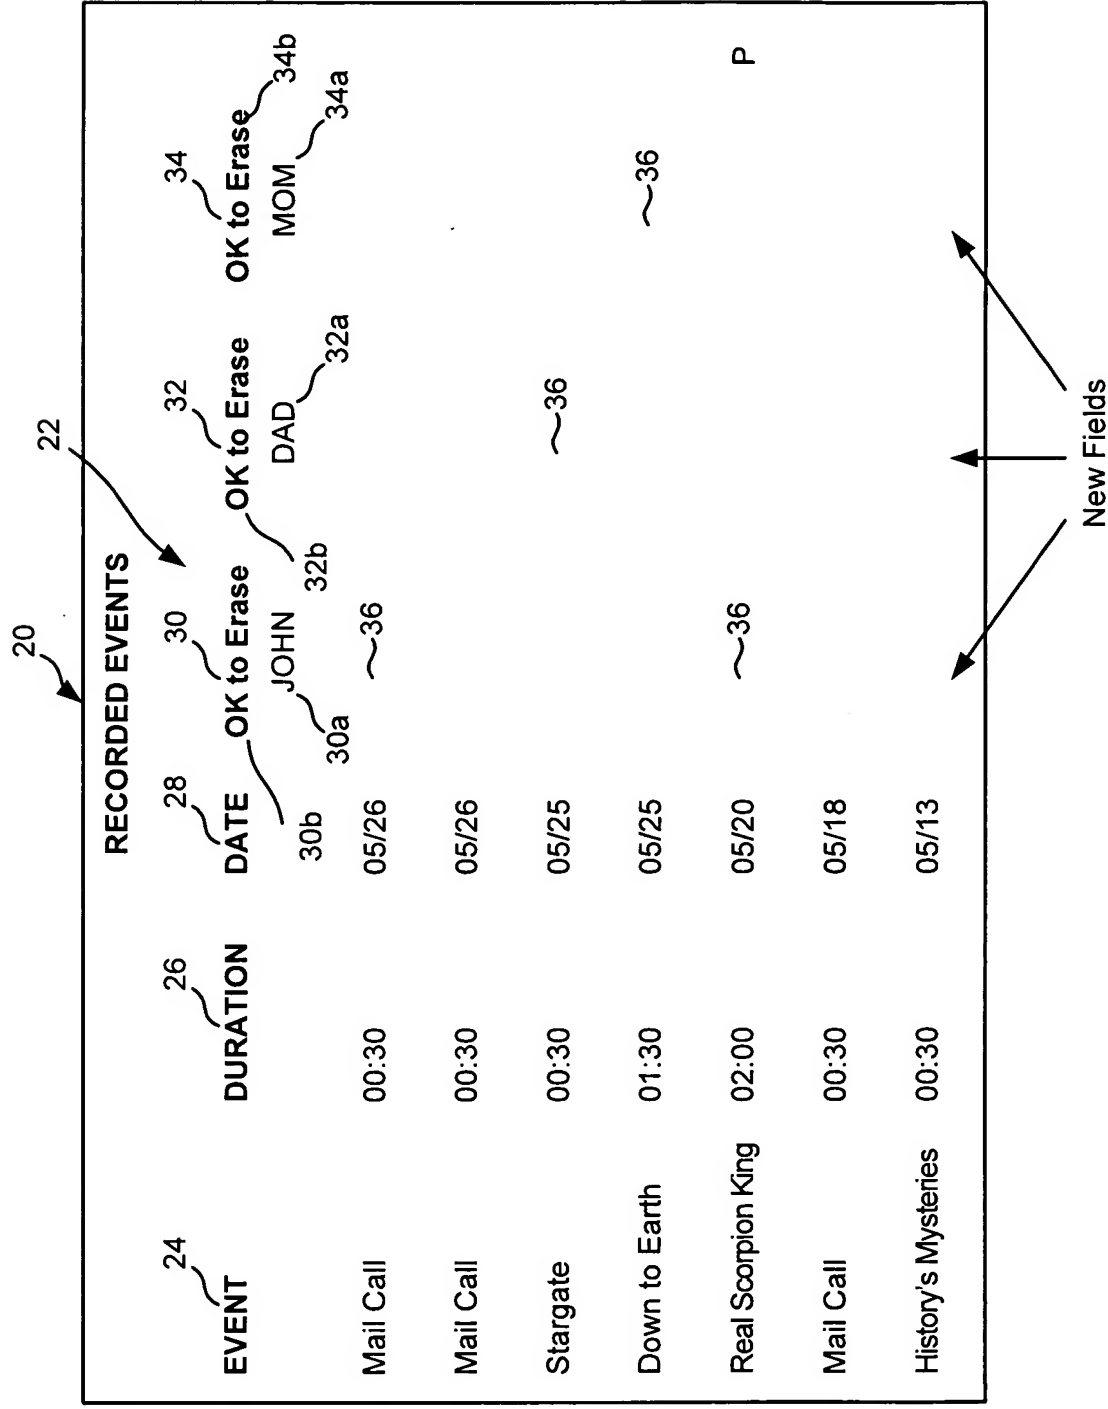 20
22
RECORDED EVENTS
24 26 28 30 32 34
EVENT DURATION DATE OK to Erase OK to Erase OK to Erase
JOHN DAD MOM
30b 30a 32b 32a 34a 34b
Mail Call 00:30 05/26 36
Mail Call 00:30 05/26
Stargate 00:30 05/25 36
Down to Earth 01:30 05/25 36
Real Scorpion King 02:00 05/20 36 P
Mail Call 00:30 05/18
History's Mysteries 00:30 05/13
New Fields